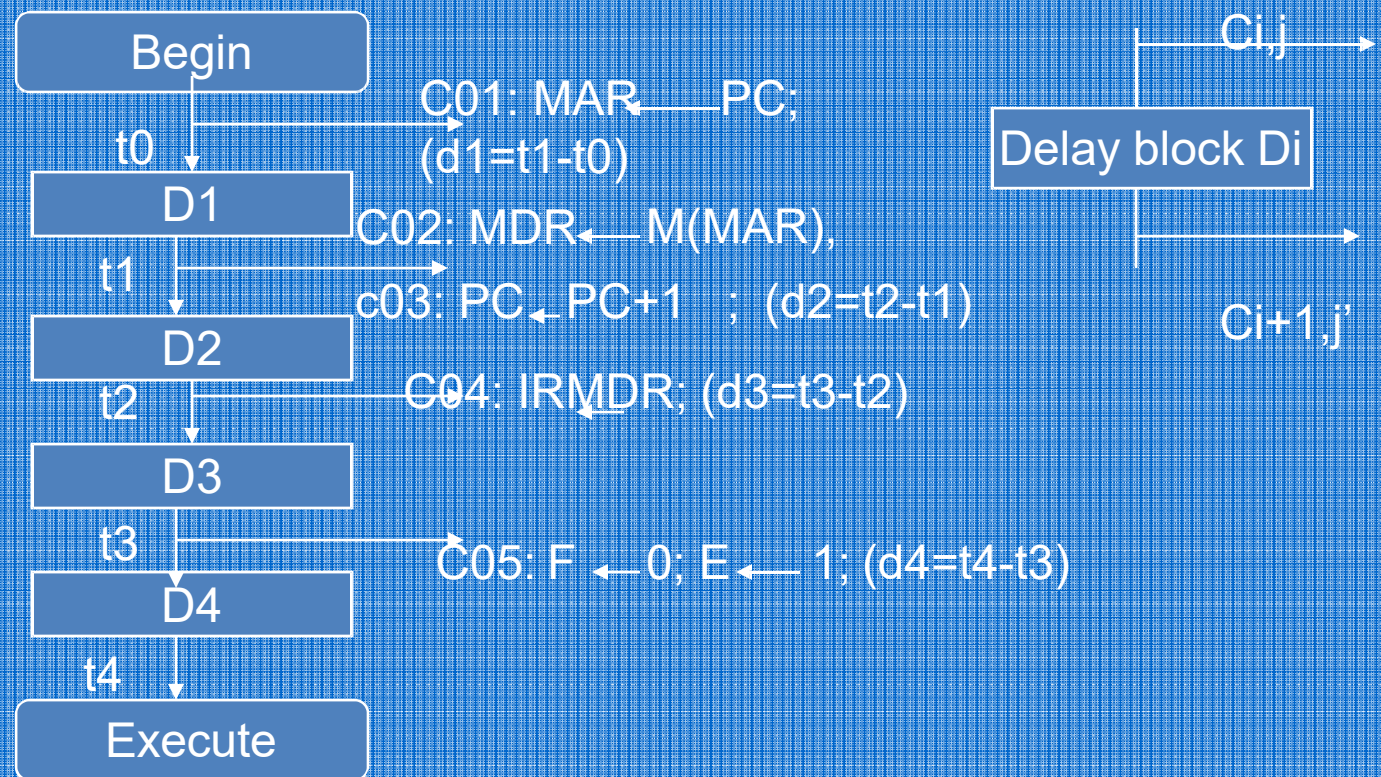 Begin
t0
C01: MAR PC;
(d1=t1-t0)
D1
C02: MDR M(MAR),
t1
c03: PC PC+1 ; (d2=t2-t1)
D2
t2
C04: IRMDR; (d3=t3-t2)
D3
t3
C05: F 0; E 1; (d4=t4-t3)
D4
t4
Execute
Ci,j
Delay block Di
Ci+1,j’